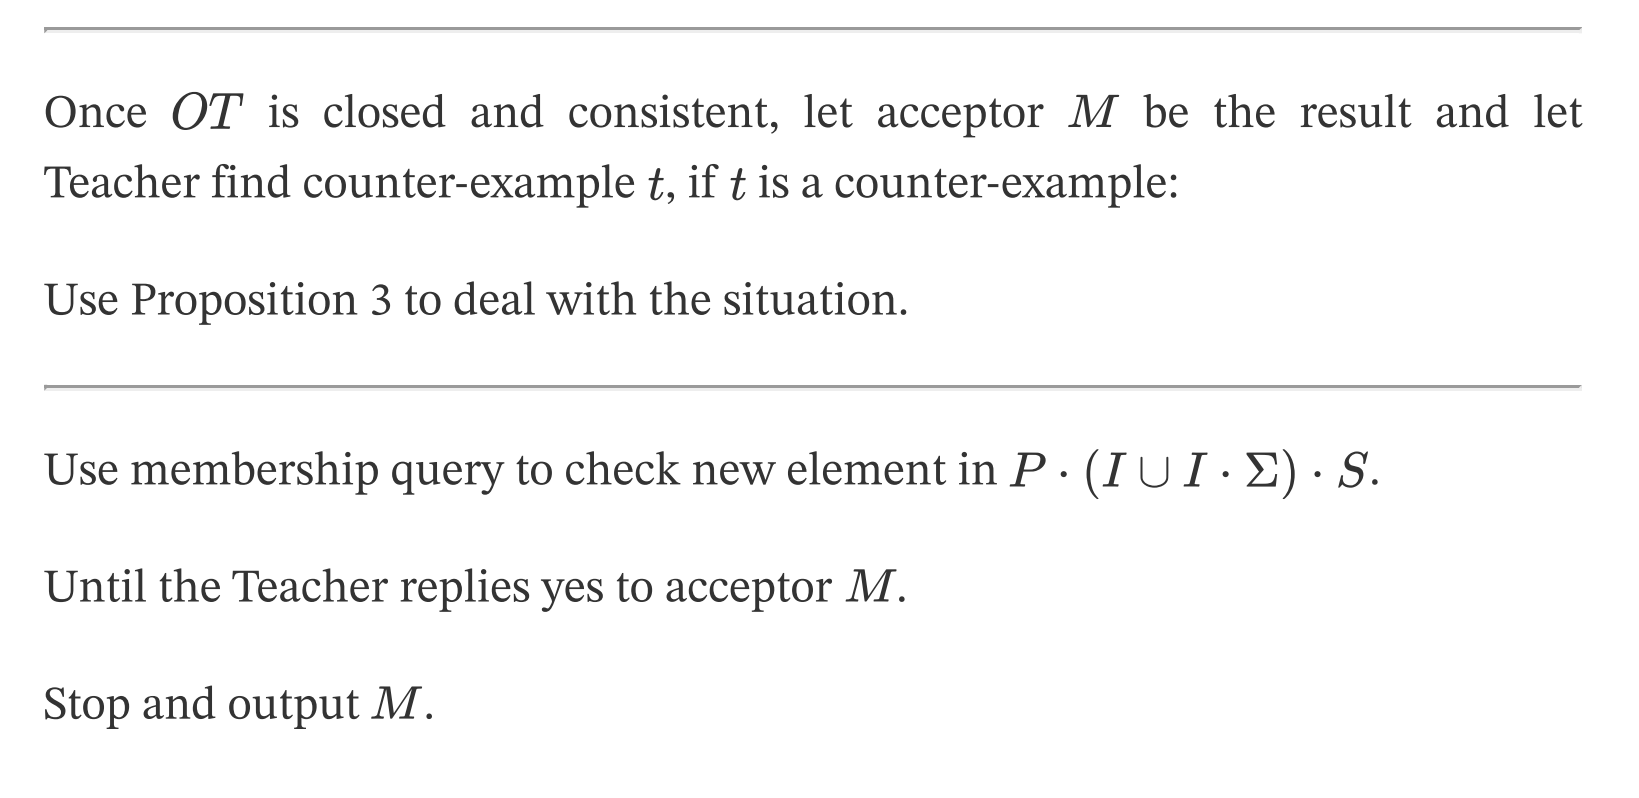 Once OT is closed and consistent, let acceptor M be the result and let
Teacher find counter-example t, if t is a counter-example:
Use Proposition 3 to deal with the situation.
Use membership query to check new element in P · (I ∪ I · Σ) · S.
Until the Teacher replies yes to acceptor M.
Stop and output M.